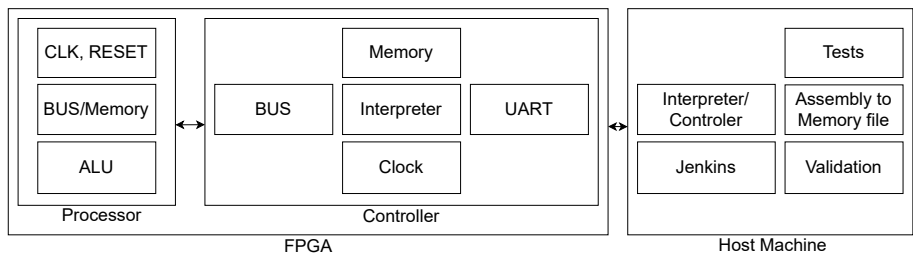 CLK, RESET
BUS/Memory
ALU
Processor
Memory
BUS
Interpreter
UART
Clock
Controller
FPGA
Tests
Interpreter/
Controler
Assembly to
Memory file
Jenkins
Validation
Host Machine